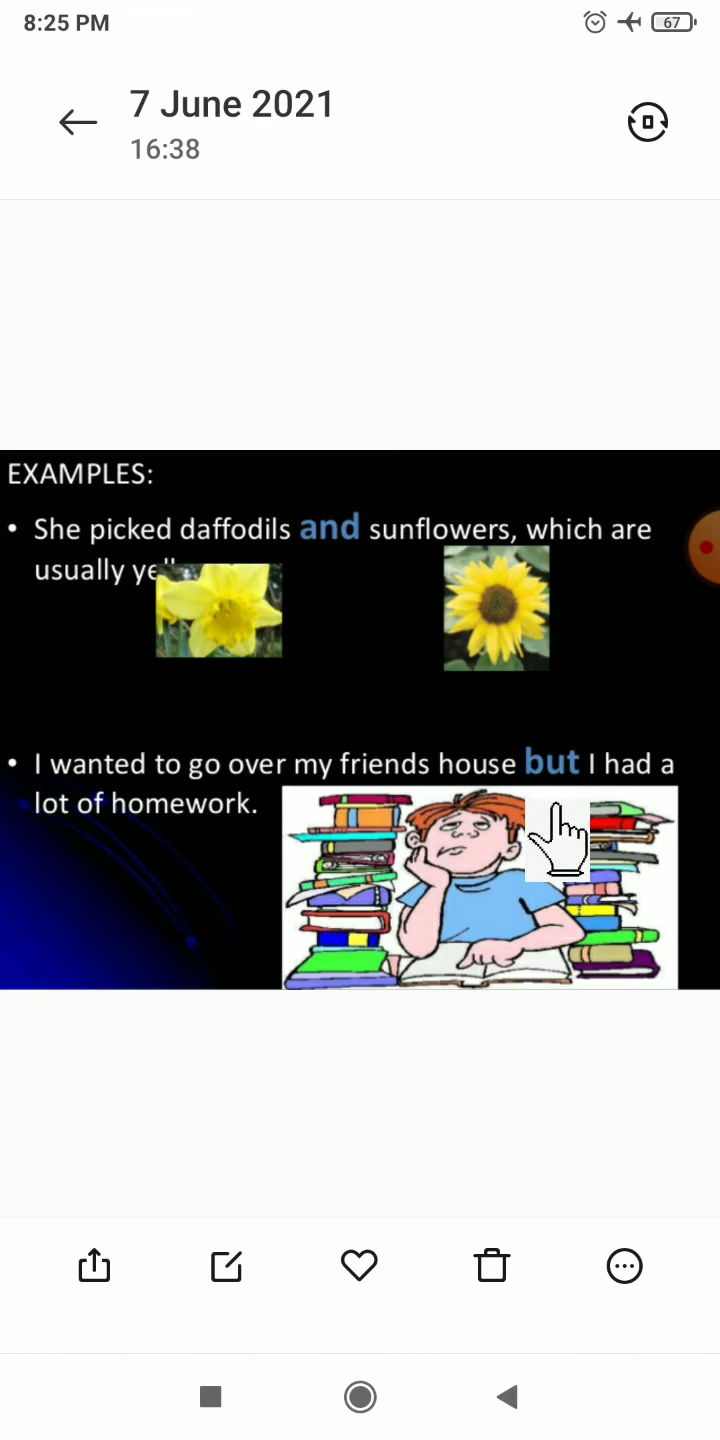 8:25 PM
67
7 June 2021
16:38
EXAMPLES:
• She picked daffodils and sunflowers, which are
usually
• I wanted to go over my friends house but I had a
lot of homework.